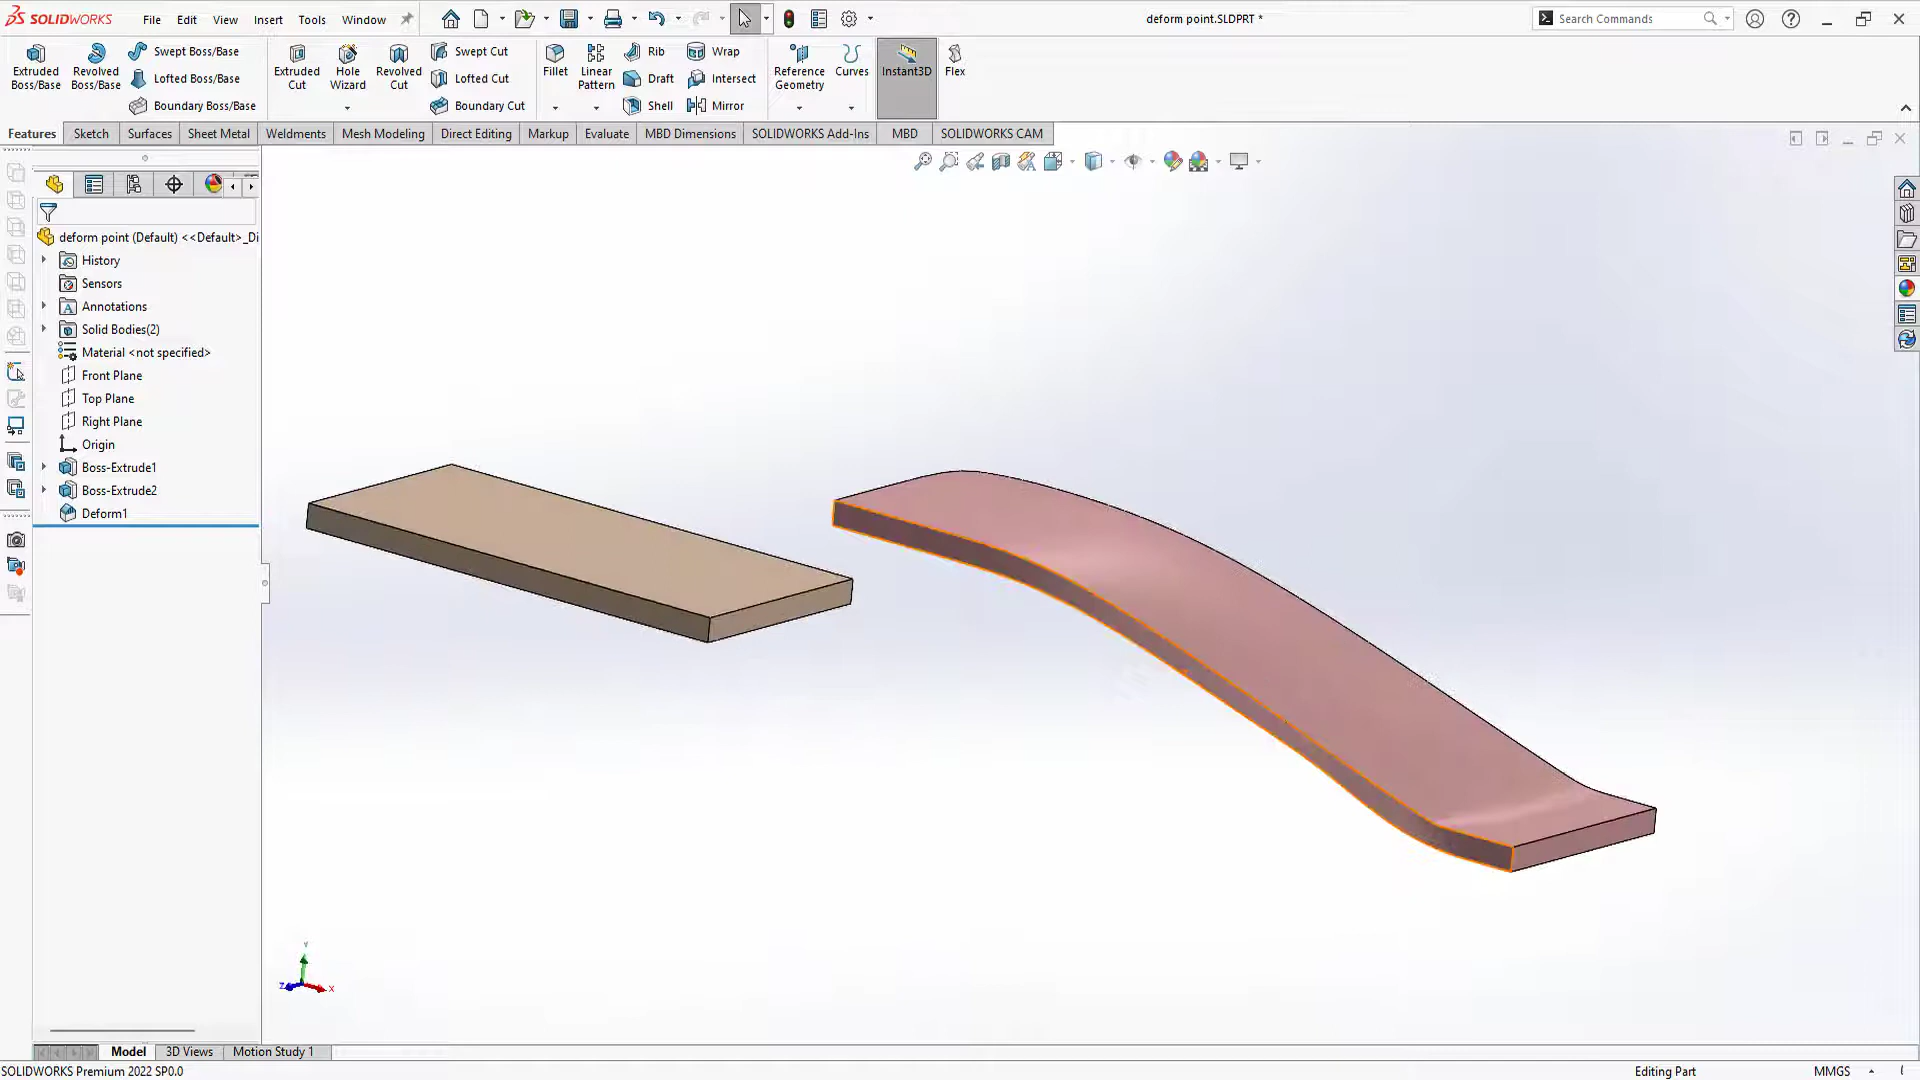 SOLIDWORKS File Edit View Insert Tools Window
deform point.SLDPRT *
Search Commands
Extruded Boss/Base
Revolved Boss/Base
Swept Boss/Base
Lofted Boss/Base
Boundary Boss/Base
Extruded Cut
Hole Wizard
Revolved Cut
Swept Cut
Lofted Cut
Boundary Cut
Fillet
Linear Pattern
Rib
Draft
Shell
Wrap
Intersect
Mirror
Reference Geometry
Curves
Instant3D
Flex
Features Sketch Surfaces Sheet Metal Weldments Mesh Modeling Direct Editing Markup Evaluate MBD Dimensions SOLIDWORKS Add-Ins MBD SOLIDWORKS CAM
deform point (Default) <<Default>_Di
History
Sensors
Annotations
Solid Bodies(2)
Material <not specified>
Front Plane
Top Plane
Right Plane
Origin
Boss-Extrude1
Boss-Extrude2
Deform1
Y
Z X
Model 3D Views Motion Study 1
SOLIDWORKS Premium 2022 SP0.0
Editing Part
MMGS